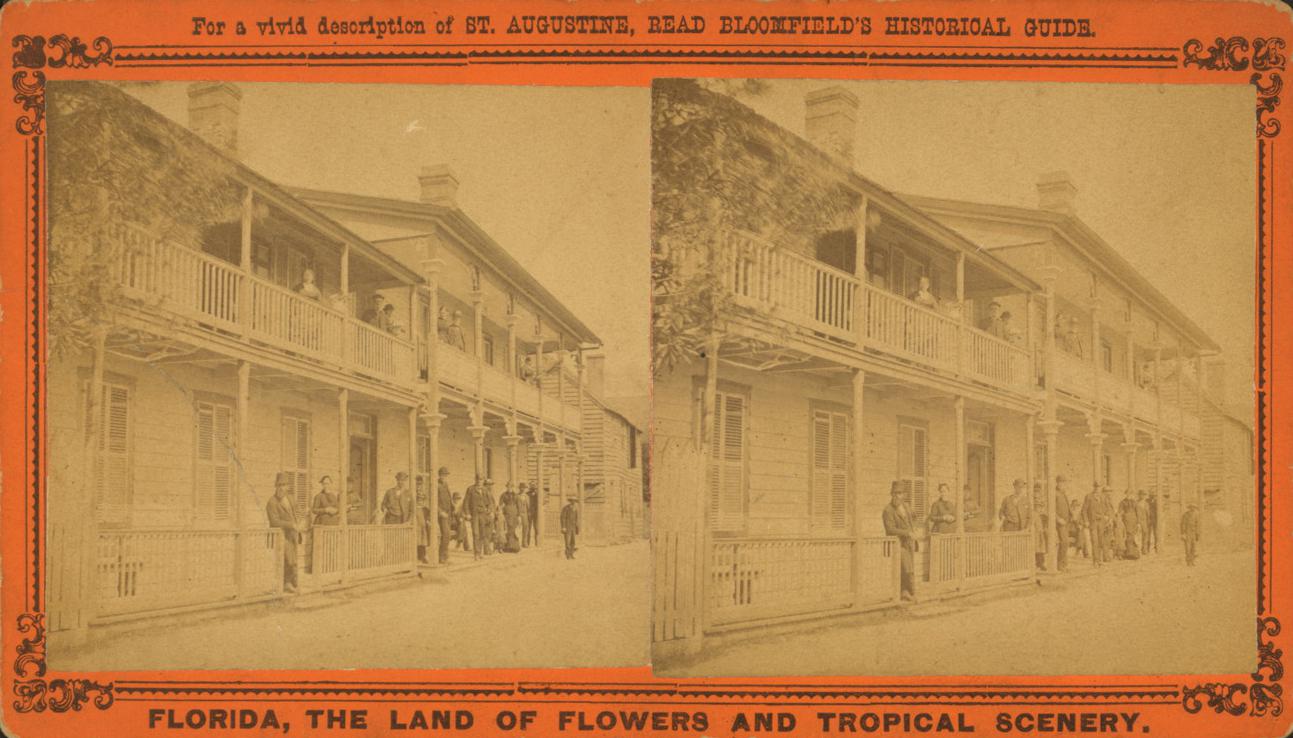 For a vivid description of ST. AUGUSTINE, READ BLOOMFIELD'S HISTORICAL GUIDE.
FLORIDA, THE LAND OF FLOWERS AND TROPICAL SCENERY.